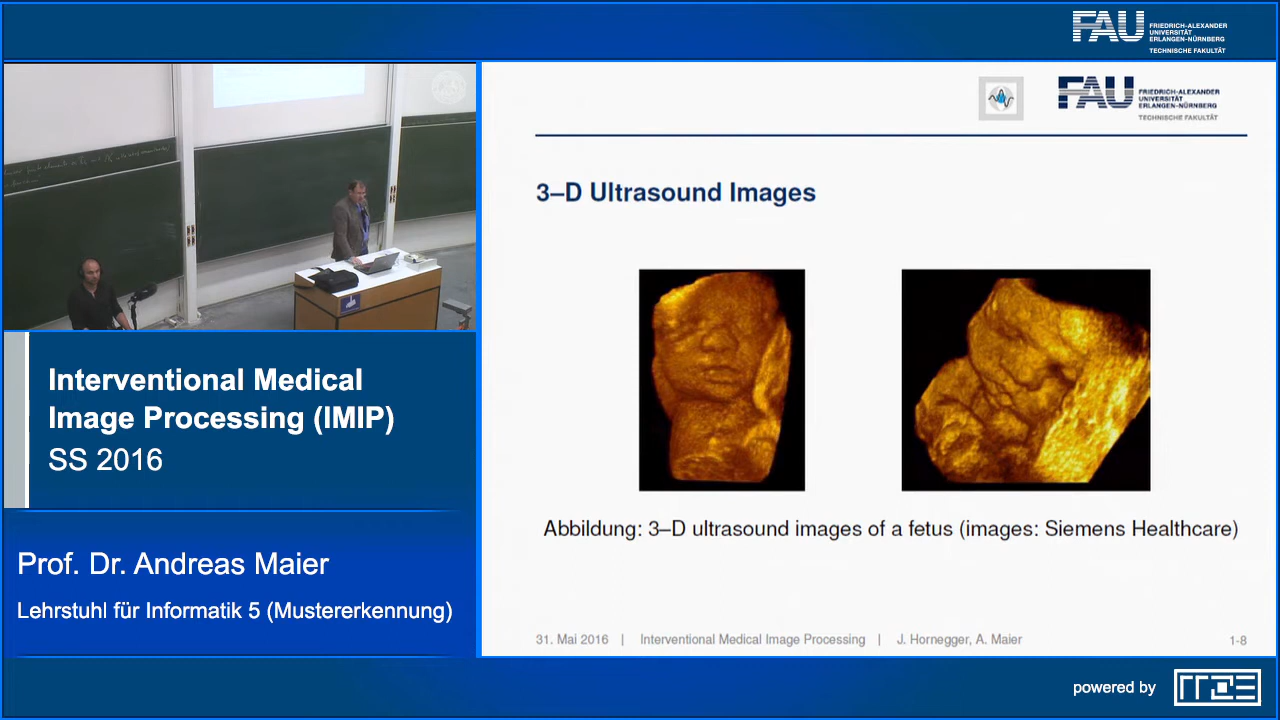 FAU FRIEDRICH-ALEXANDER
UNIVERSITÄT
ERLANGEN-NÜRNBERG
TECHNISCHE FAKULTÄT
FAU FRIEDRICH-ALEXANDER
UNIVERSITÄT
ERLANGEN-NÜRNBERG
TECHNISCHE FAKULTÄT
3–D Ultrasound Images
Abbildung: 3–D ultrasound images of a fetus (images: Siemens Healthcare)
31. Mai 2016 | Interventional Medical Image Processing | J. Hornegger, A. Maier 1-8
Interventional Medical
Image Processing (IMIP)
SS 2016
Prof. Dr. Andreas Maier
Lehrstuhl für Informatik 5 (Mustererkennung)
powered by